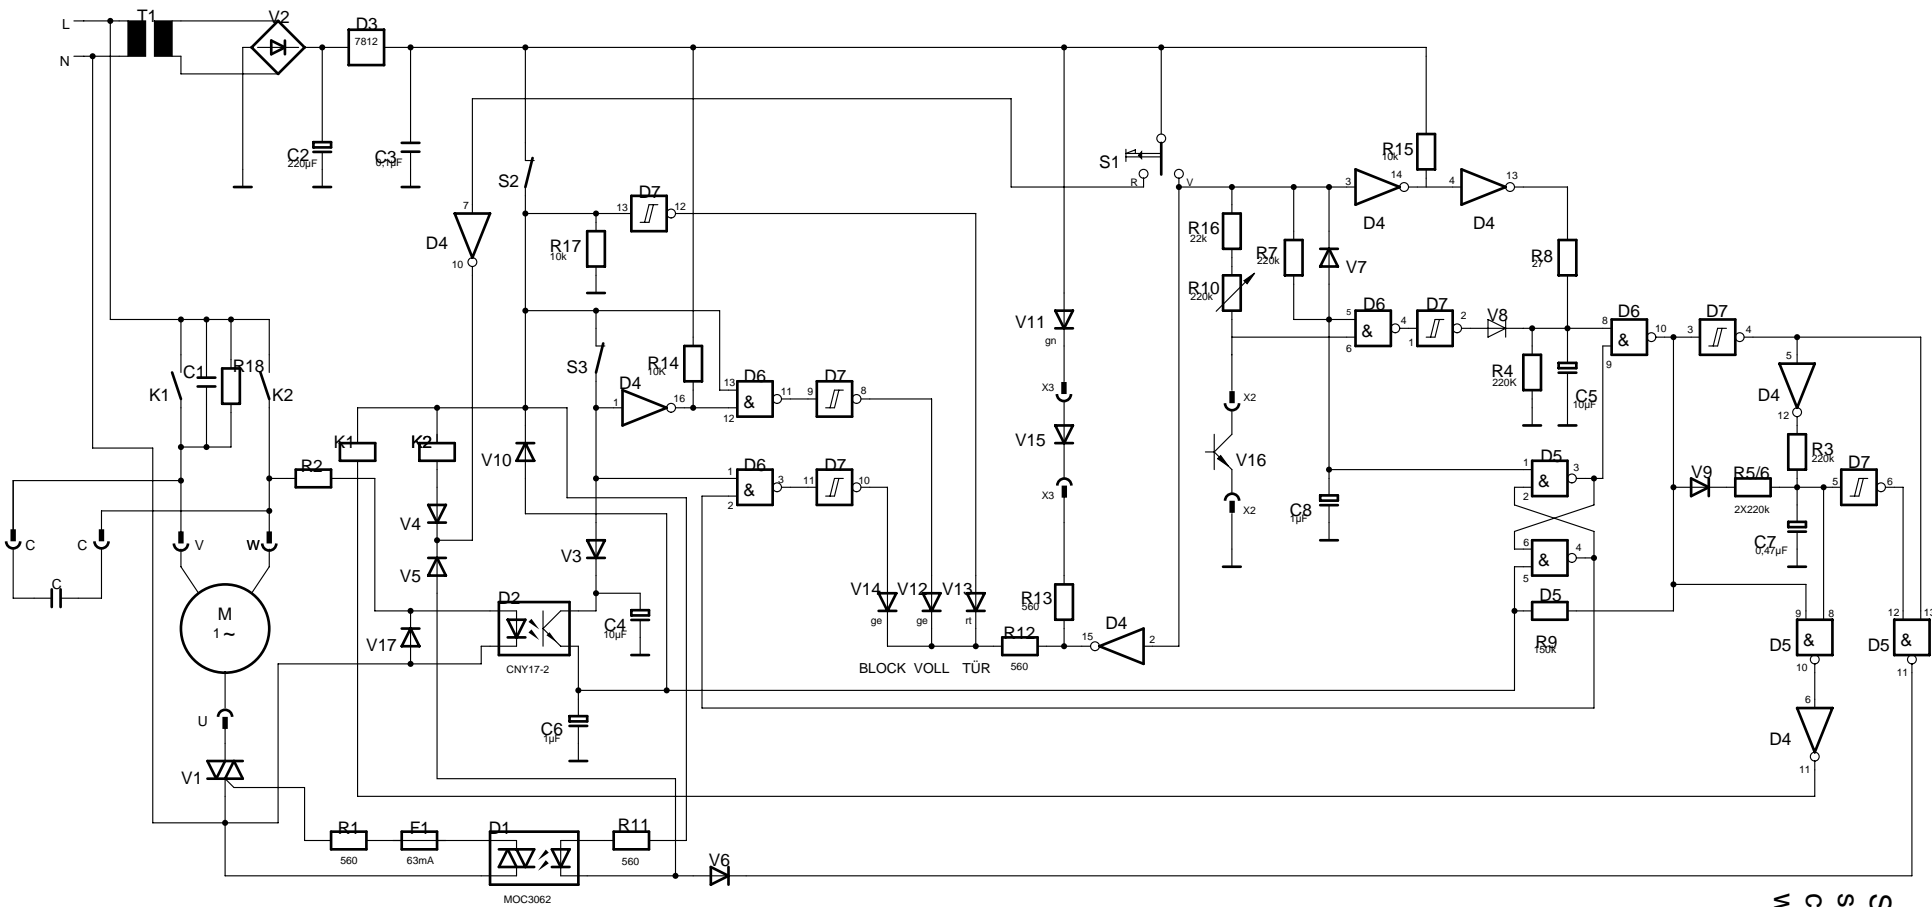 L
N
T1
V2
D3
7812
C2
220µF
C3
0,1µF
S2
7
D4
10
13
D7
12
R17
10k
S1
R
V
3
14
D4
R15
10k
4
13
D4
R16
22k
R10
220k
R7
220k
V7
R8
27
V11
gn
X3
V15
X3
X2
V16
X2
5
6
D6
&
4
1
D7
2
V8
R4
220K
C5
10µF
8
9
D6
&
10
3
D7
4
5
D4
12
R3
220k
K1
C1
R18
K2
S3
R14
10K
D4
1
16
13
12
D6
&
11
9
D7
8
K1
K2
V10
R2
1
2
D6
&
3
11
D7
10
V4
V5
V3
C
C
C
V
W
M
1~
U
V1
V17
D2
CNY17-2
C4
10µF
C6
1µF
V14
ge
V12
ge
V13
rt
BLOCK VOLL TÜR
R12
560
R13
560
15
D4
2
C8
1µF
1
2
D5
&
3
6
5
&
4
D5
R9
150k
V9
R5/6
2X220k
5
D7
6
C7
0,47µF
9
8
D5
&
10
12
13
D5
&
11
6
D4
11
R1
560
F1
63mA
D1
MOC3062
R11
560
V6
S
s
C
W